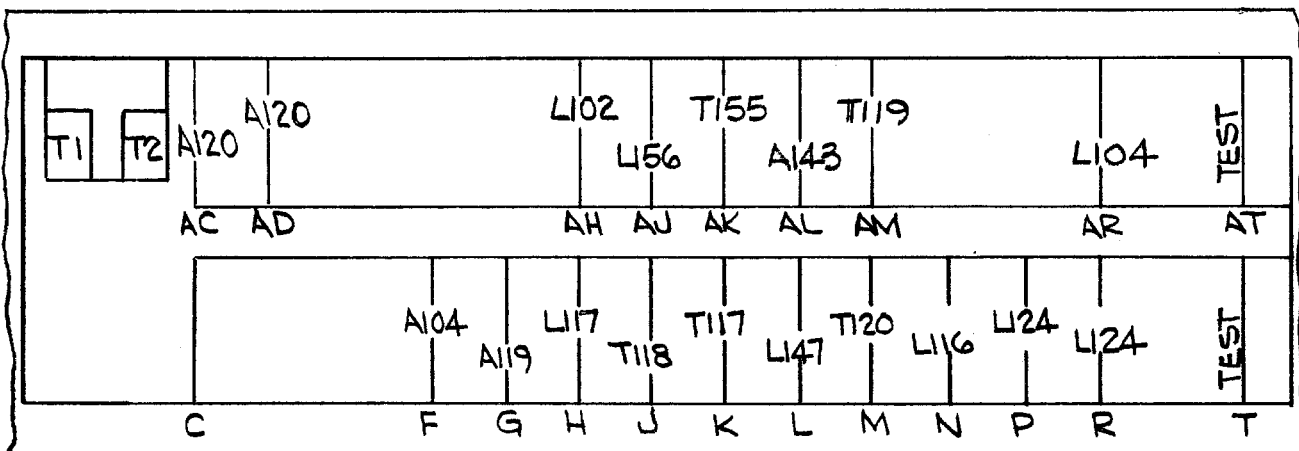 T1 T2 A120 A120 L102 L156 T155 A143 T119 L104 TEST
AC AD AH AJ AK AL AM AR AT
A104 A119 L117 T118 T117 L147 T120 L116 L124 L124 TEST
C F G H J K L M N P R T